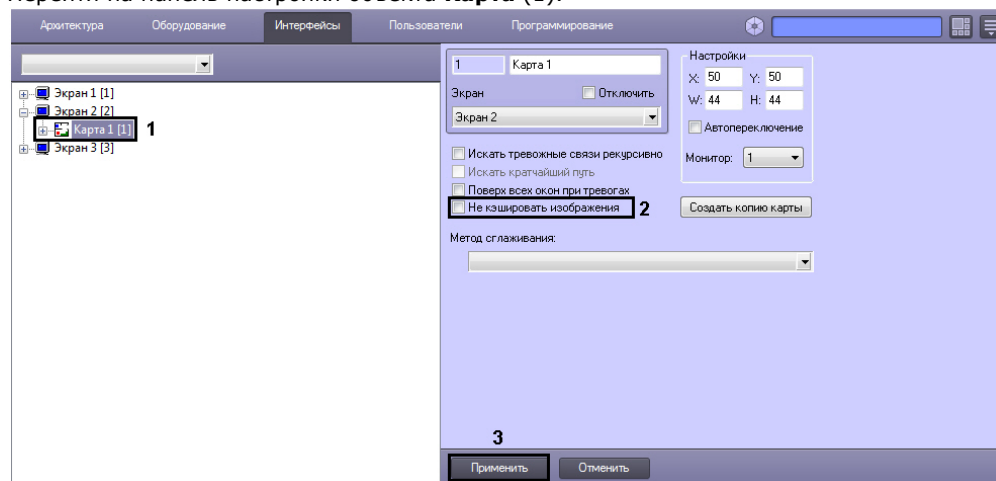 Перейти на панель настройки объекта Карта (1).
Архитектура Оборудование Интерфейсы Пользователи Программирование
1 Карта 1
Экран Отключить
Экран 2
Настройки
X: 50 Y: 50
W: 44 H: 44
Автопереключение
Монитор: 1
Создать копию карты
Экран 1 [1]
Экран 2 [2]
Карта 1 [1] 1
Экран 3 [3]
Искать тревожные связи рекурсивно
Искать кратчайший путь
Поверх всех окон при тревогах
Не кэшировать изображения 2
Метод сглаживания:
3
Применить Отменить